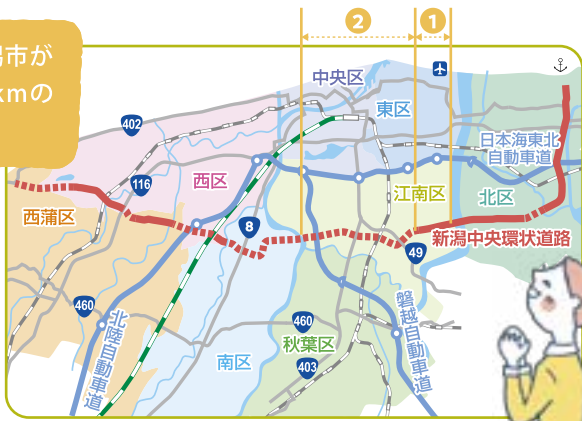 潟市が
kmの
2
1
中央区
東区
402
日本海東北
自動車道
116
西区
江南区
北区
西蒲区
8
新潟中央環状道路
49
460
北陸自動車道
460
磐越自動車道
秋葉区
南区
403